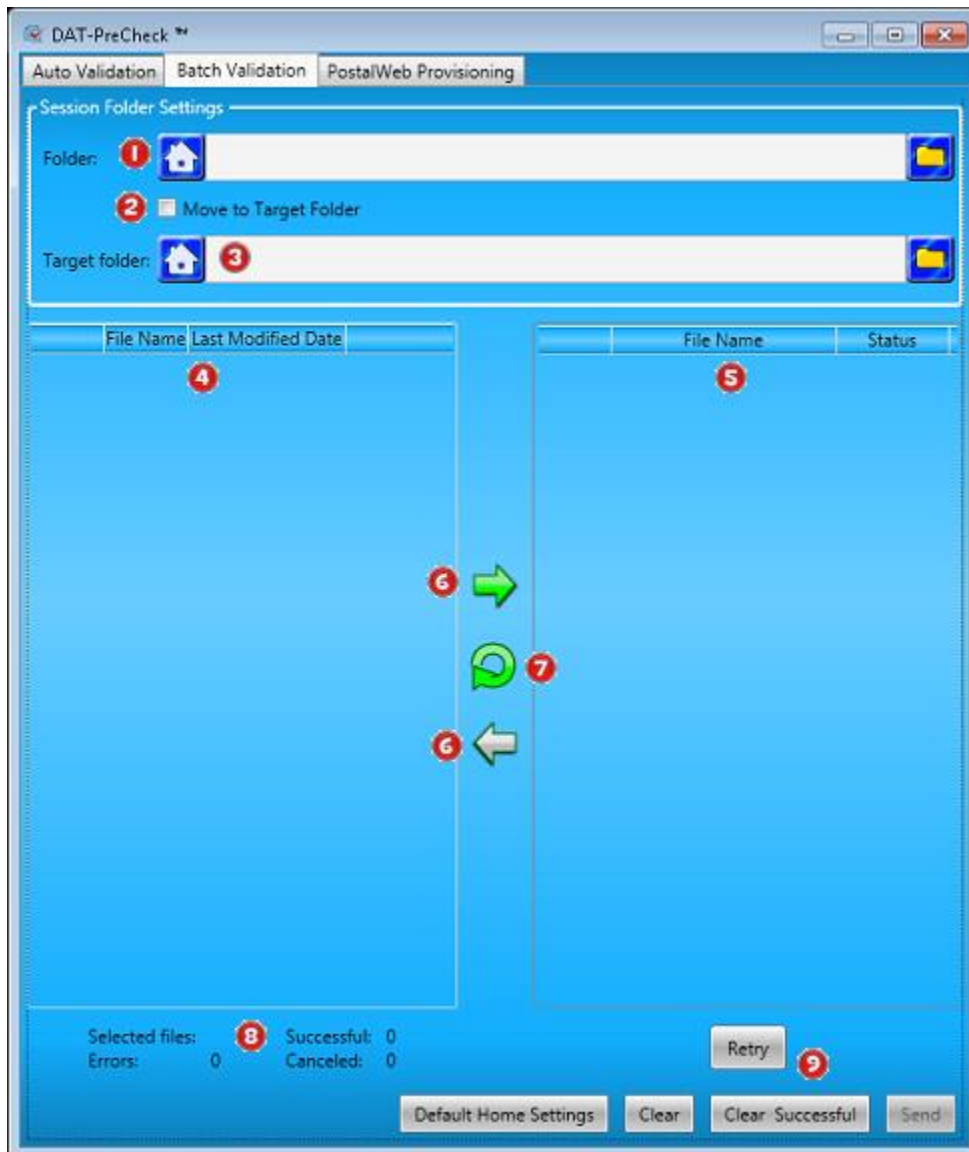 DAT-PreCheck ™
Auto Validation Batch Validation PostalWeb Provisioning
Session Folder Settings
Folder: 1
2 Move to Target Folder
Target folder: 3
File Name Last Modified Date File Name Status
4 5
6
7
6
Selected files: 8 Successful: 0
Errors: 0 Canceled: 0
Retry 9
Default Home Settings Clear Clear Successful Send